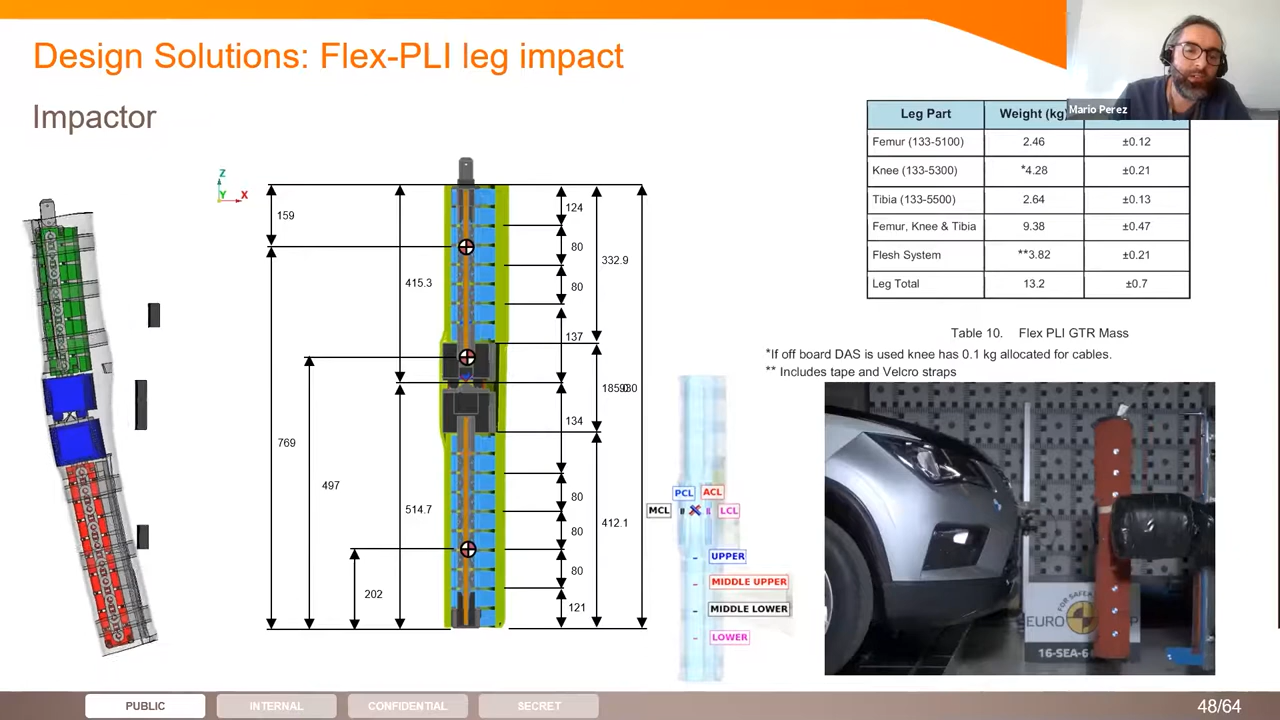 Design Solutions: Flex-PLI leg impact
Impactor
Mario Perez
Leg Part Weight (kg)
Femur (133-5100) 2.46 ±0.12
Knee (133-5300) *4.28 ±0.21
Tibia (133-5500) 2.64 ±0.13
Femur, Knee & Tibia 9.38 ±0.47
Flesh System **3.82 ±0.21
Leg Total 13.2 ±0.7
Table 10. Flex PLI GTR Mass
*If off board DAS is used knee has 0.1 kg allocated for cables.
** Includes tape and Velcro straps
Z
Y X
159
124
80
332.9
415.3
80
137
134
769
497
80
514.7
80
412.1
80
202
121
PCL ACL
MCL LCL
UPPER
MIDDLE UPPER
MIDDLE LOWER
LOWER
FOR SAFER
EURO
16-SEA-6
PUBLIC INTERNAL CONFIDENTIAL SECRET
48/64